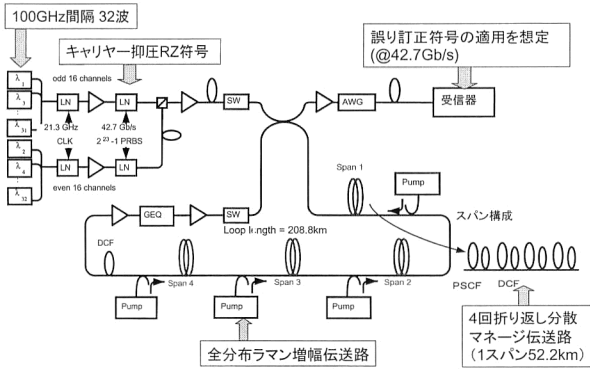 100GHz間隔 32波
キャリヤー抑圧RZ符号
誤り訂正符号の適用を想定
(@42.7Gb/s)
λ1
λ3
λ31
λ2
λ4
λ32
odd 16 channels
LN
LN
21.3 GHz
CLK
42.7 Gb/s
2^23 -1 PRBS
LN
LN
even 16 channels
SW
AWG
受信器
Span 1
Pump
スパン構成
GEQ
SW
Loop length = 208.8km
DCF
Span 4
Span 3
Span 2
Pump
Pump
Pump
PSCF
DCF
全分布ラマン増幅伝送路
4回折り返し分散
マネージ伝送路
(1スパン52.2km)